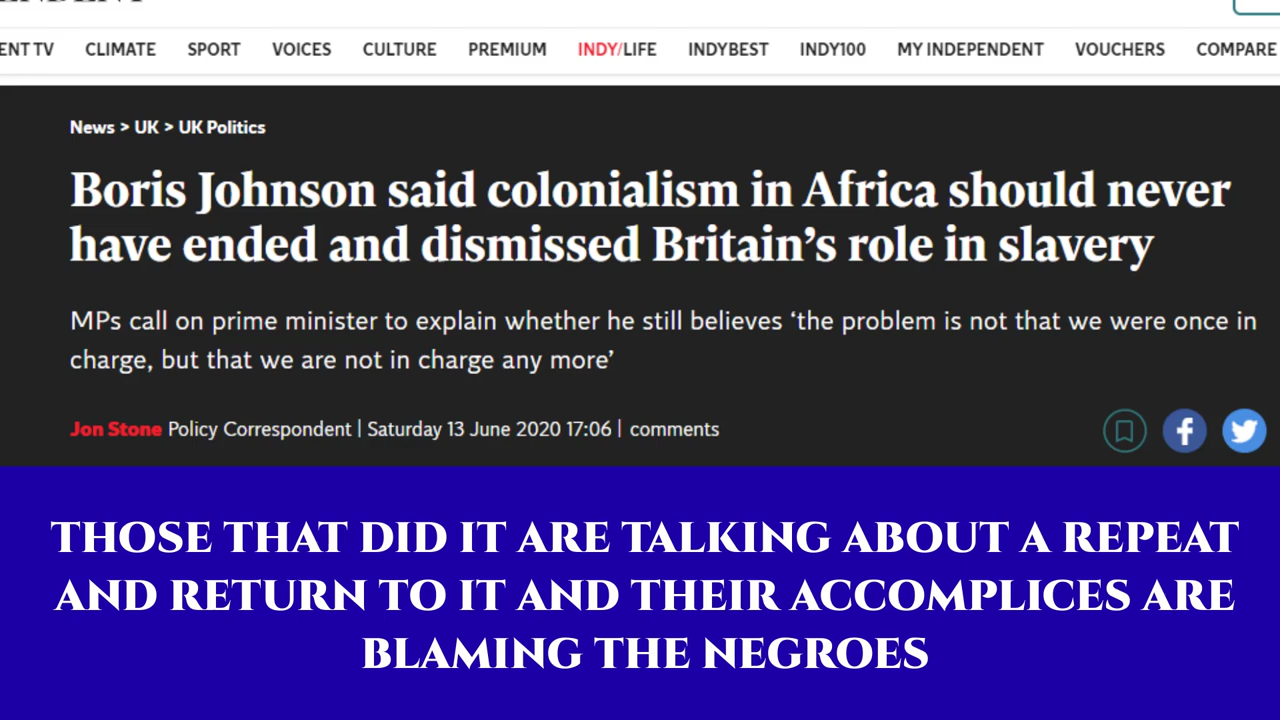 ENT TV CLIMATE SPORT VOICES CULTURE PREMIUM INDY/LIFE INDYBEST INDY100 MY INDEPENDENT VOUCHERS COMPARE
News > UK > UK Politics
Boris Johnson said colonialism in Africa should never
have ended and dismissed Britain's role in slavery
MPs call on prime minister to explain whether he still believes ‘the problem is not that we were once in
charge, but that we are not in charge any more’
Jon Stone Policy Correspondent | Saturday 13 June 2020 17:06 | comments
THOSE THAT DID IT ARE TALKING ABOUT A REPEAT
AND RETURN TO IT AND THEIR ACCOMPLICES ARE
BLAMING THE NEGROES